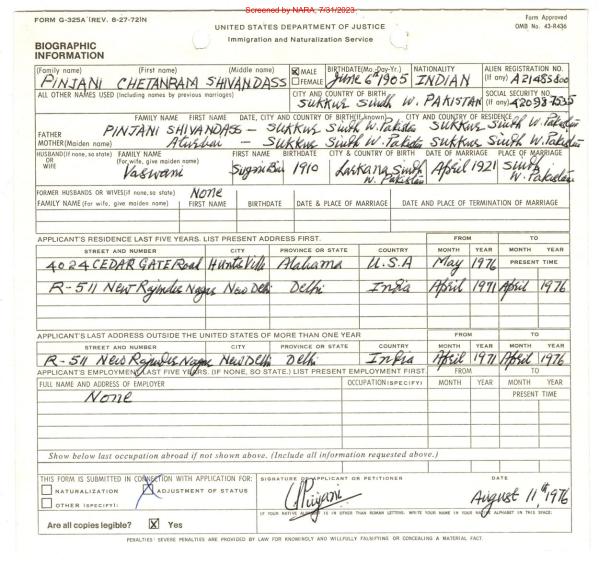 Screened by NARA, 7/31/2023
FORM G-325A (REV. 8-27-72)N
UNITED STATES DEPARTMENT OF JUSTICE
Form Approved
OMB No. 43-R436
Immigration and Naturalization Service
BIOGRAPHIC
INFORMATION
(Family name) (First name) (Middle name) MALE FEMALE BIRTHDATE(Mo.-Day-Yr.) NATIONALITY ALIEN REGISTRATION NO.
PINJANI CHETANRAM SHIVANDASS X June 6th 1905 INDIAN (If any) A21485800
ALL OTHER NAMES USED (Including names by previous marriages) CITY AND COUNTRY OF BIRTH SOCIAL SECURITY NO.
SUKKUR Sindh W. PAKISTAN (If any)
FAMILY NAME FIRST NAME DATE, CITY AND COUNTRY OF BIRTH(If known) CITY AND COUNTRY OF RESIDENCE
FATHER PINJANI SHIVANDASS - SUKKUR Sindh W. Pakistan SUKKUR Sindh W. Pakistan
MOTHER(Maiden name) - SUKKUR Sindh W. Pakistan SUKKUR Sindh W. Pakistan
HUSBAND(If none, so state) OR WIFE FAMILY NAME (For wife, give maiden name) FIRST NAME BIRTHDATE CITY & COUNTRY OF BIRTH DATE OF MARRIAGE PLACE OF MARRIAGE
Vaswani 1910 Larkana Sindh W. Pakistan April 1921 Sindh W. Pakistan
FORMER HUSBANDS OR WIVES(If none, so state) None
FAMILY NAME (For wife, give maiden name) FIRST NAME BIRTHDATE DATE & PLACE OF MARRIAGE DATE AND PLACE OF TERMINATION OF MARRIAGE
APPLICANT'S RESIDENCE LAST FIVE YEARS. LIST PRESENT ADDRESS FIRST. FROM TO
STREET AND NUMBER CITY PROVINCE OR STATE COUNTRY MONTH YEAR MONTH YEAR
4024 CEDAR GATE Road Huntsville Alabama U.S.A May 1976 PRESENT TIME
R-511 New Rajinder Nagar New Delhi Delhi India April 1971 April 1976
APPLICANT'S LAST ADDRESS OUTSIDE THE UNITED STATES OF MORE THAN ONE YEAR FROM TO
STREET AND NUMBER CITY PROVINCE OR STATE COUNTRY MONTH YEAR MONTH YEAR
R-511 New Rajinder Nagar New Delhi Delhi India April 1971 April 1976
APPLICANT'S EMPLOYMENT LAST FIVE YEARS. (IF NONE, SO STATE.) LIST PRESENT EMPLOYMENT FIRST. FROM TO
FULL NAME AND ADDRESS OF EMPLOYER OCCUPATION (SPECIFY) MONTH YEAR MONTH YEAR
None PRESENT TIME
Show below last occupation abroad if not shown above. (Include all information requested above.)
THIS FORM IS SUBMITTED IN CONNECTION WITH APPLICATION FOR: SIGNATURE OF APPLICANT OR PETITIONER DATE
NATURALIZATION X ADJUSTMENT OF STATUS
OTHER (SPECIFY): August 11th 1976
IF YOUR NATIVE ALPHABET IS IN OTHER THAN ROMAN LETTERS, WRITE YOUR NAME IN YOUR NATIVE ALPHABET IN THIS SPACE:
Are all copies legible? X Yes
PENALTIES: SEVERE PENALTIES ARE PROVIDED BY LAW FOR KNOWINGLY AND WILLFULLY FALSIFYING OR CONCEALING A MATERIAL FACT.